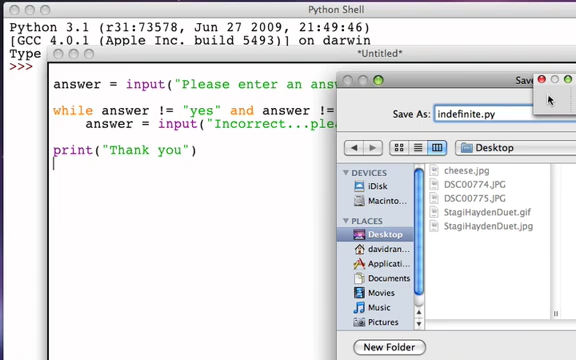 Python Shell
Python 3.1 (r31:73578, Jun 27 2009, 21:49:46)
[GCC 4.0.1 (Apple Inc. build 5493)] on darwin
Type
>>>
*Untitled*
answer = input("Please enter an
while answer != "yes" and answer !=
answer = input("Incorrect...
print("Thank you")
Save As: indefinite.py
Desktop
DEVICES
iDisk
Macinto...
PLACES
Desktop
davidran...
Applicati...
Documents
Movies
Music
Pictures
cheese.jpg
DSC00774.JPG
DSC00775.JPG
StagiHaydenDuet.gif
StagiHaydenDuet.jpg
New Folder